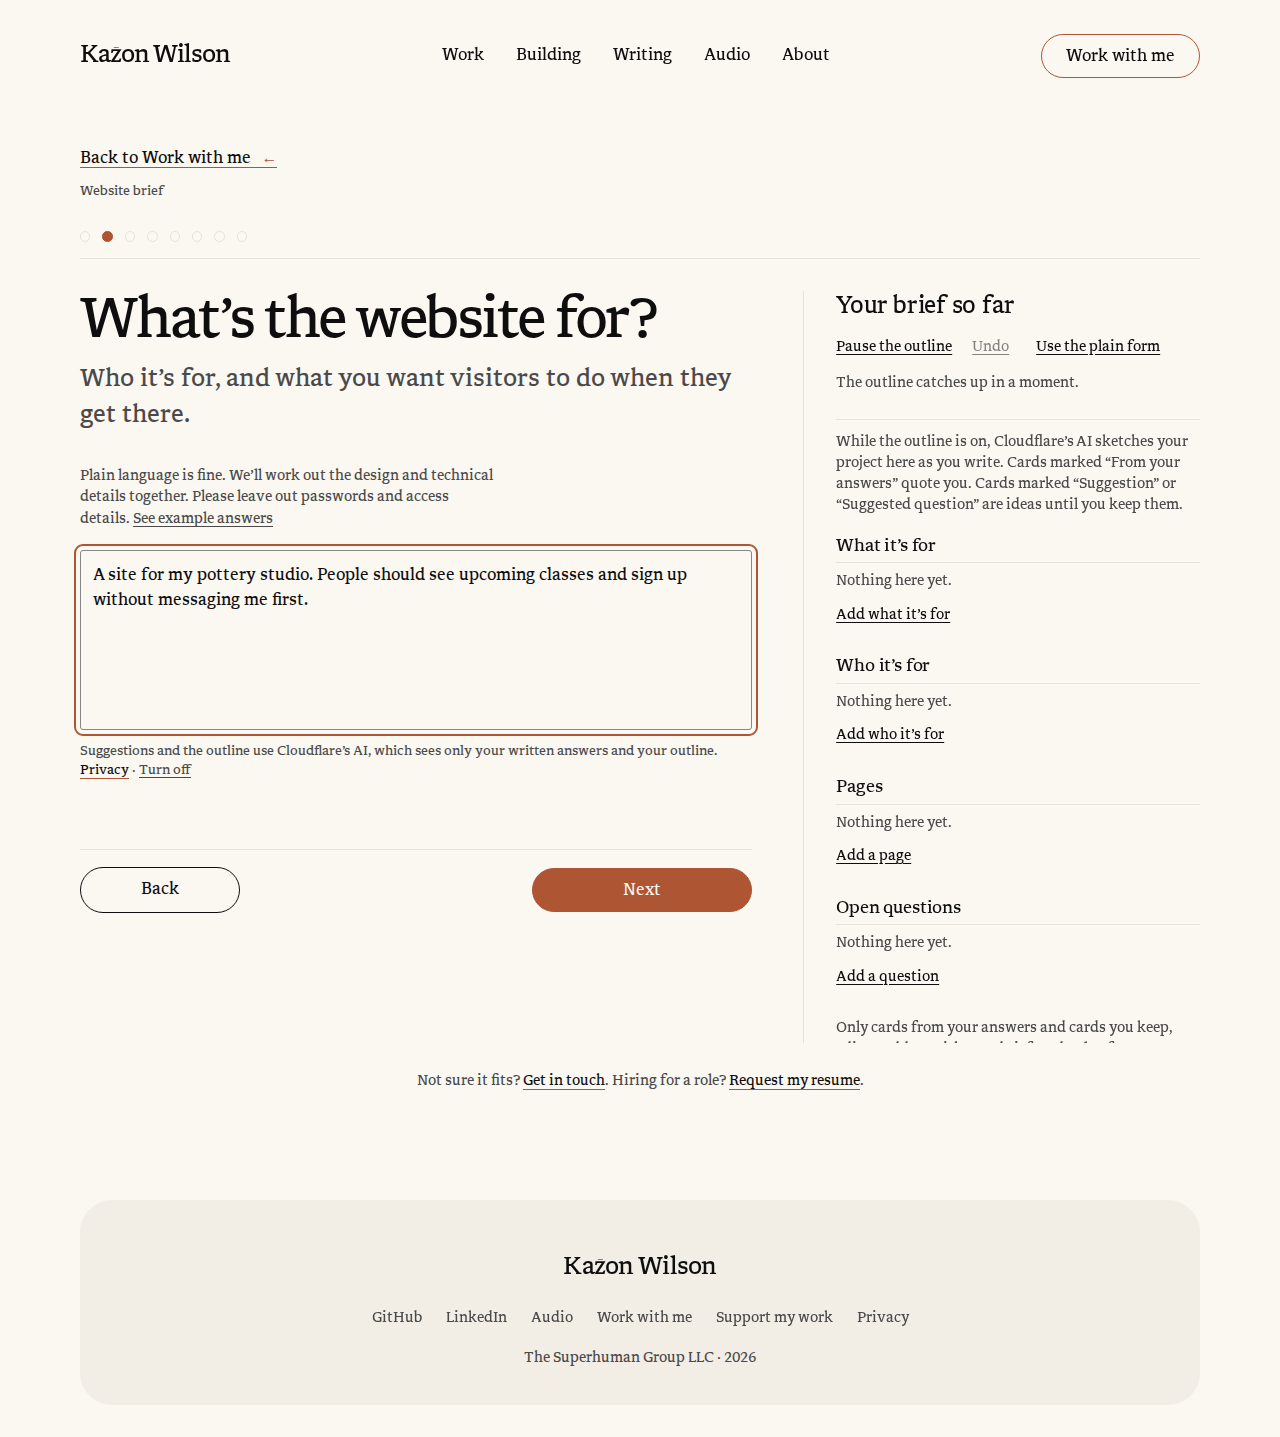 Kazon Wilson
Work
Building
Writing
Audio
About
Work with me
Back to Work with me ←
Website brief
What’s the website for?
Who it’s for, and what you want visitors to do when they
get there.
Plain language is fine. We’ll work out the design and technical
details together. Please leave out passwords and access
details. See example answers
A site for my pottery studio. People should see upcoming classes and sign up
without messaging me first.
Suggestions and the outline use Cloudflare’s AI, which sees only your written answers and your outline.
Privacy · Turn off
Back
Next
Your brief so far
Pause the outline
Undo
Use the plain form
The outline catches up in a moment.
While the outline is on, Cloudflare’s AI sketches your
project here as you write. Cards marked “From your
answers” quote you. Cards marked “Suggestion” or
“Suggested question” are ideas until you keep them.
What it’s for
Nothing here yet.
Add what it’s for
Who it’s for
Nothing here yet.
Add who it’s for
Pages
Nothing here yet.
Add a page
Open questions
Nothing here yet.
Add a question
Only cards from your answers and cards you keep,
Not sure it fits? Get in touch. Hiring for a role? Request my resume.
Kazon Wilson
GitHub
LinkedIn
Audio
Work with me
Support my work
Privacy
The Superhuman Group LLC · 2026